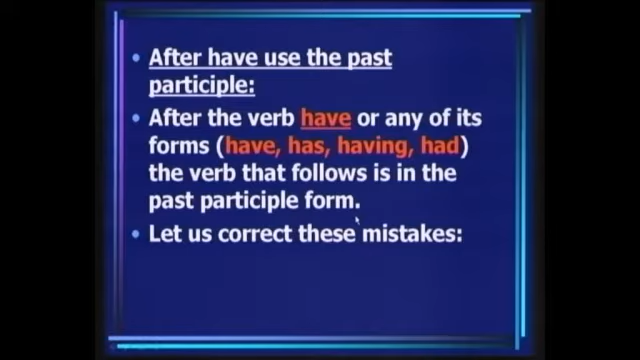 • After have use the past
participle:
• After the verb have or any of its
forms (have, has, having, had)
the verb that follows is in the
past participle form.
• Let us correct these mistakes: